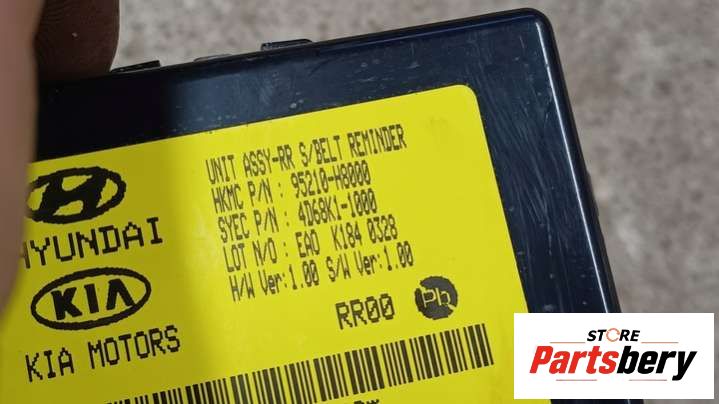 UNIT ASSY-RR S/BELT REMINDER
HKMC P/N : 95210-H8000
SYEC P/N : 4D68K1-1000
LOT N/O : EAO K184 0328
H/W Ver:1.00 S/W Ver:1.00
RR00 Pb
HYUNDAI
KIA
KIA MOTORS
STORE
Partsbery